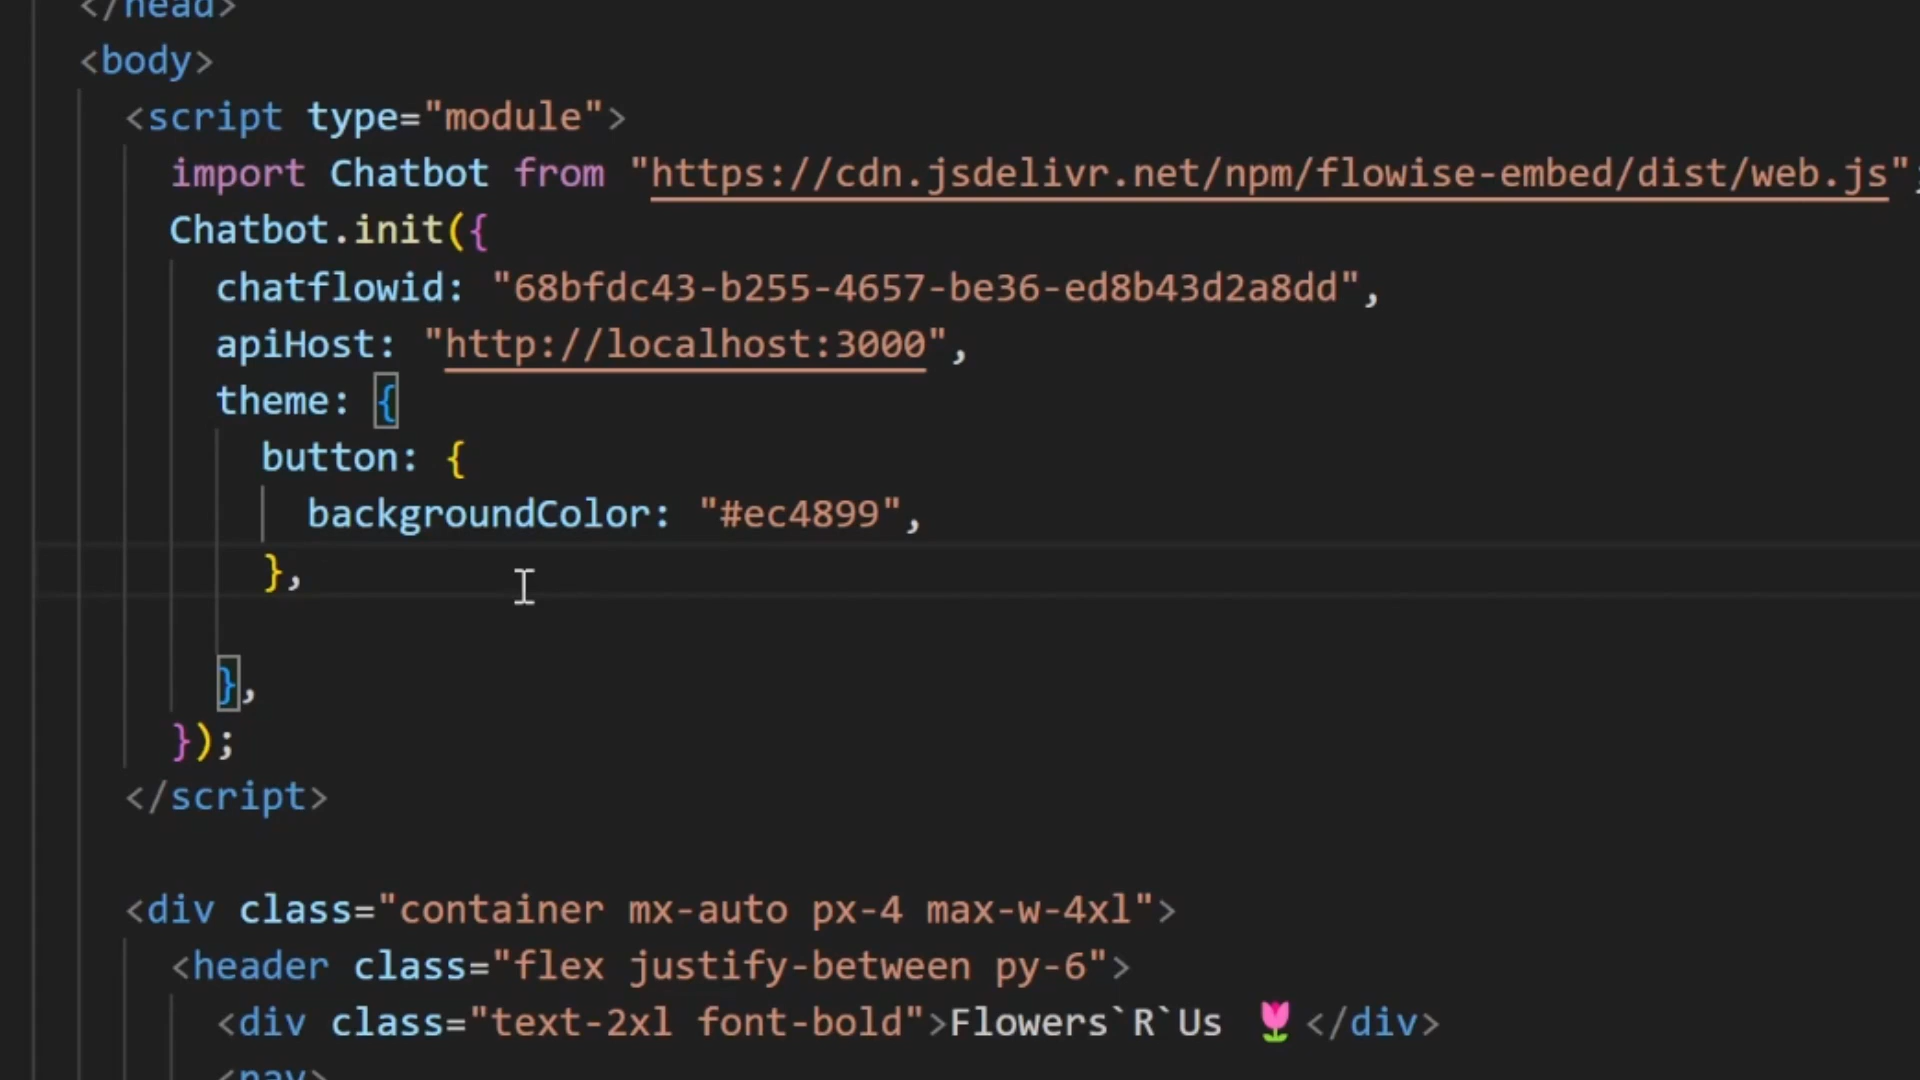 </head>
<body>
<script type="module">
import Chatbot from "https://cdn.jsdelivr.net/npm/flowise-embed/dist/web.js";
Chatbot.init({
chatflowid: "68bfdc43-b255-4657-be36-ed8b43d2a8dd",
apiHost: "http://localhost:3000",
theme: {
button: {
backgroundColor: "#ec4899",
},
},
});
</script>
<div class="container mx-auto px-4 max-w-4xl">
<header class="flex justify-between py-6">
<div class="text-2xl font-bold">Flowers`R`Us 🌷</div>
<nav>